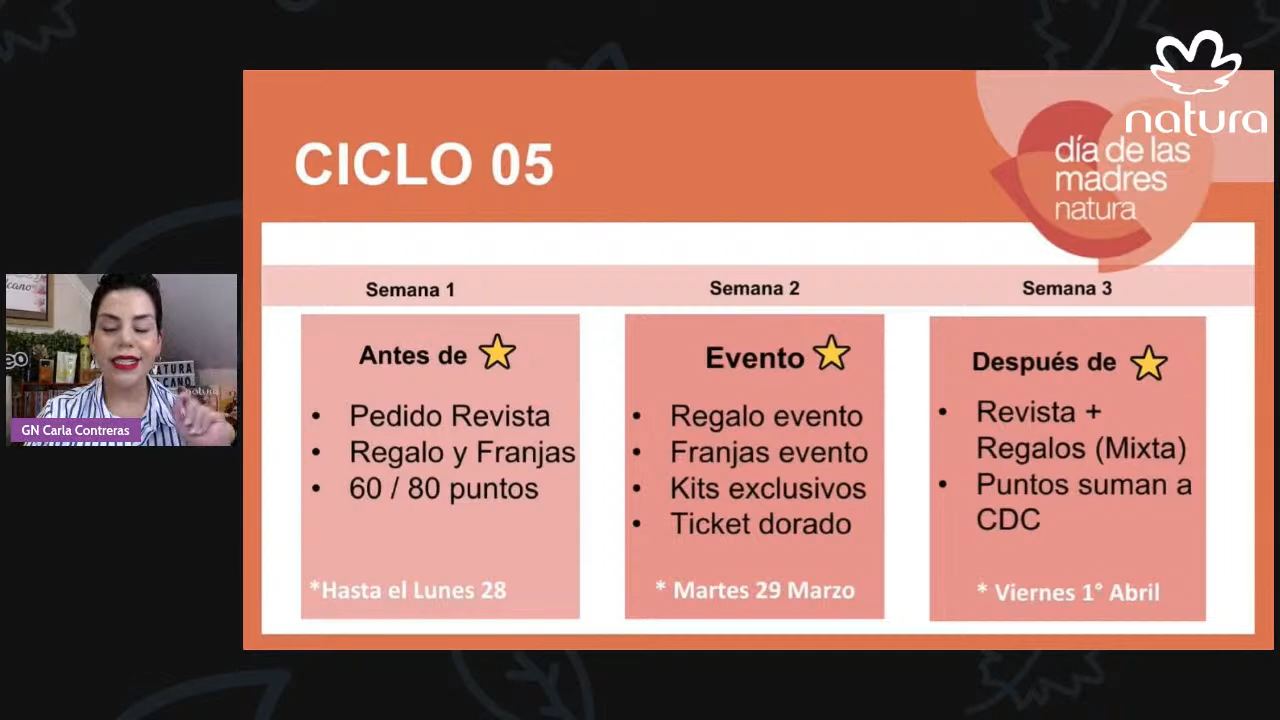 natura
CICLO 05
día de las
madres
natura
Semana 1
Semana 2
Semana 3
Antes de
• Pedido Revista
• Regalo y Franjas
• 60 / 80 puntos
*Hasta el Lunes 28
Evento
• Regalo evento
• Franjas evento
• Kits exclusivos
• Ticket dorado
* Martes 29 Marzo
Después de
• Revista +
Regalos (Mixta)
• Puntos suman a
CDC
* Viernes 1° Abril
GN Carla Contreras